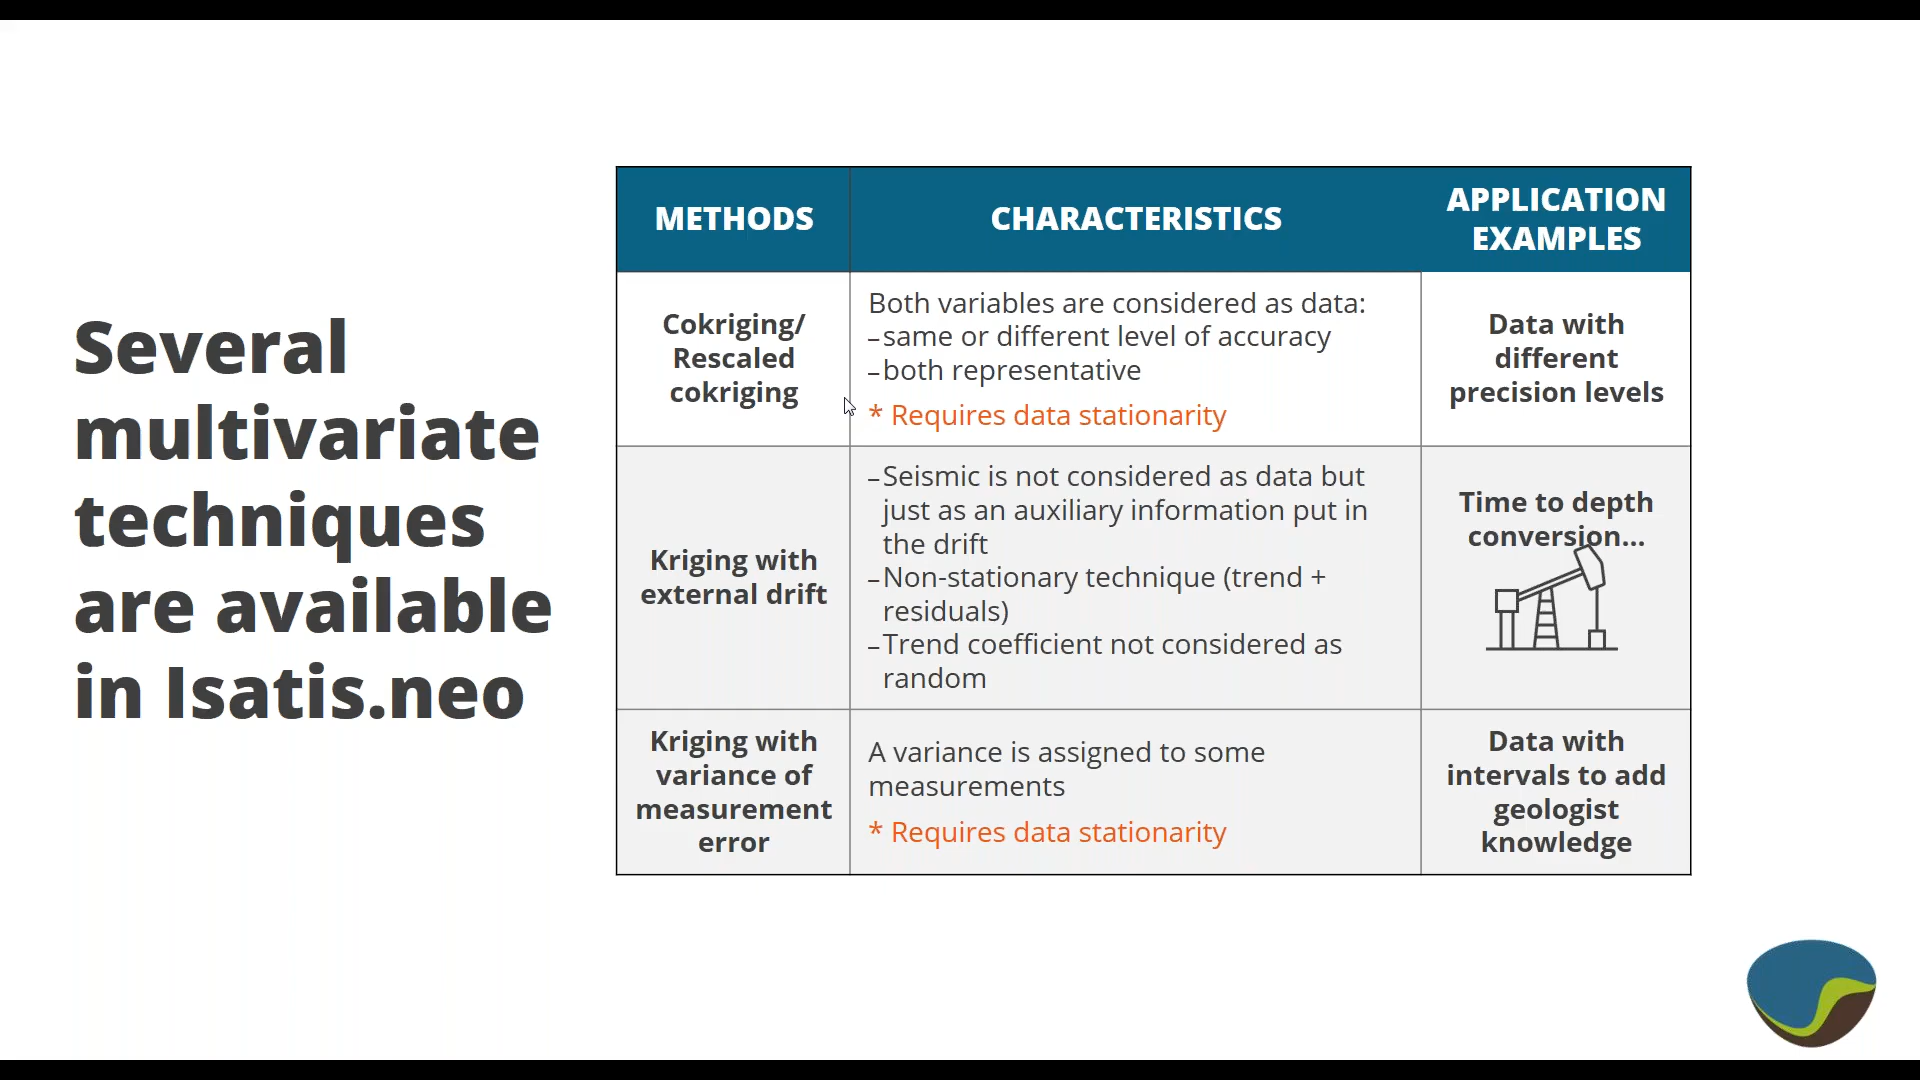 Several
multivariate
techniques
are available
in Isatis.neo
METHODS
CHARACTERISTICS
APPLICATION
EXAMPLES
Cokriging/
Rescaled
cokriging
Both variables are considered as data:
–same or different level of accuracy
–both representative
* Requires data stationarity
Data with
different
precision levels
Kriging with
external drift
–Seismic is not considered as data but
just as an auxiliary information put in
the drift
–Non-stationary technique (trend +
residuals)
–Trend coefficient not considered as
random
Time to depth
conversion...
Kriging with
variance of
measurement
error
A variance is assigned to some
measurements
* Requires data stationarity
Data with
intervals to add
geologist
knowledge